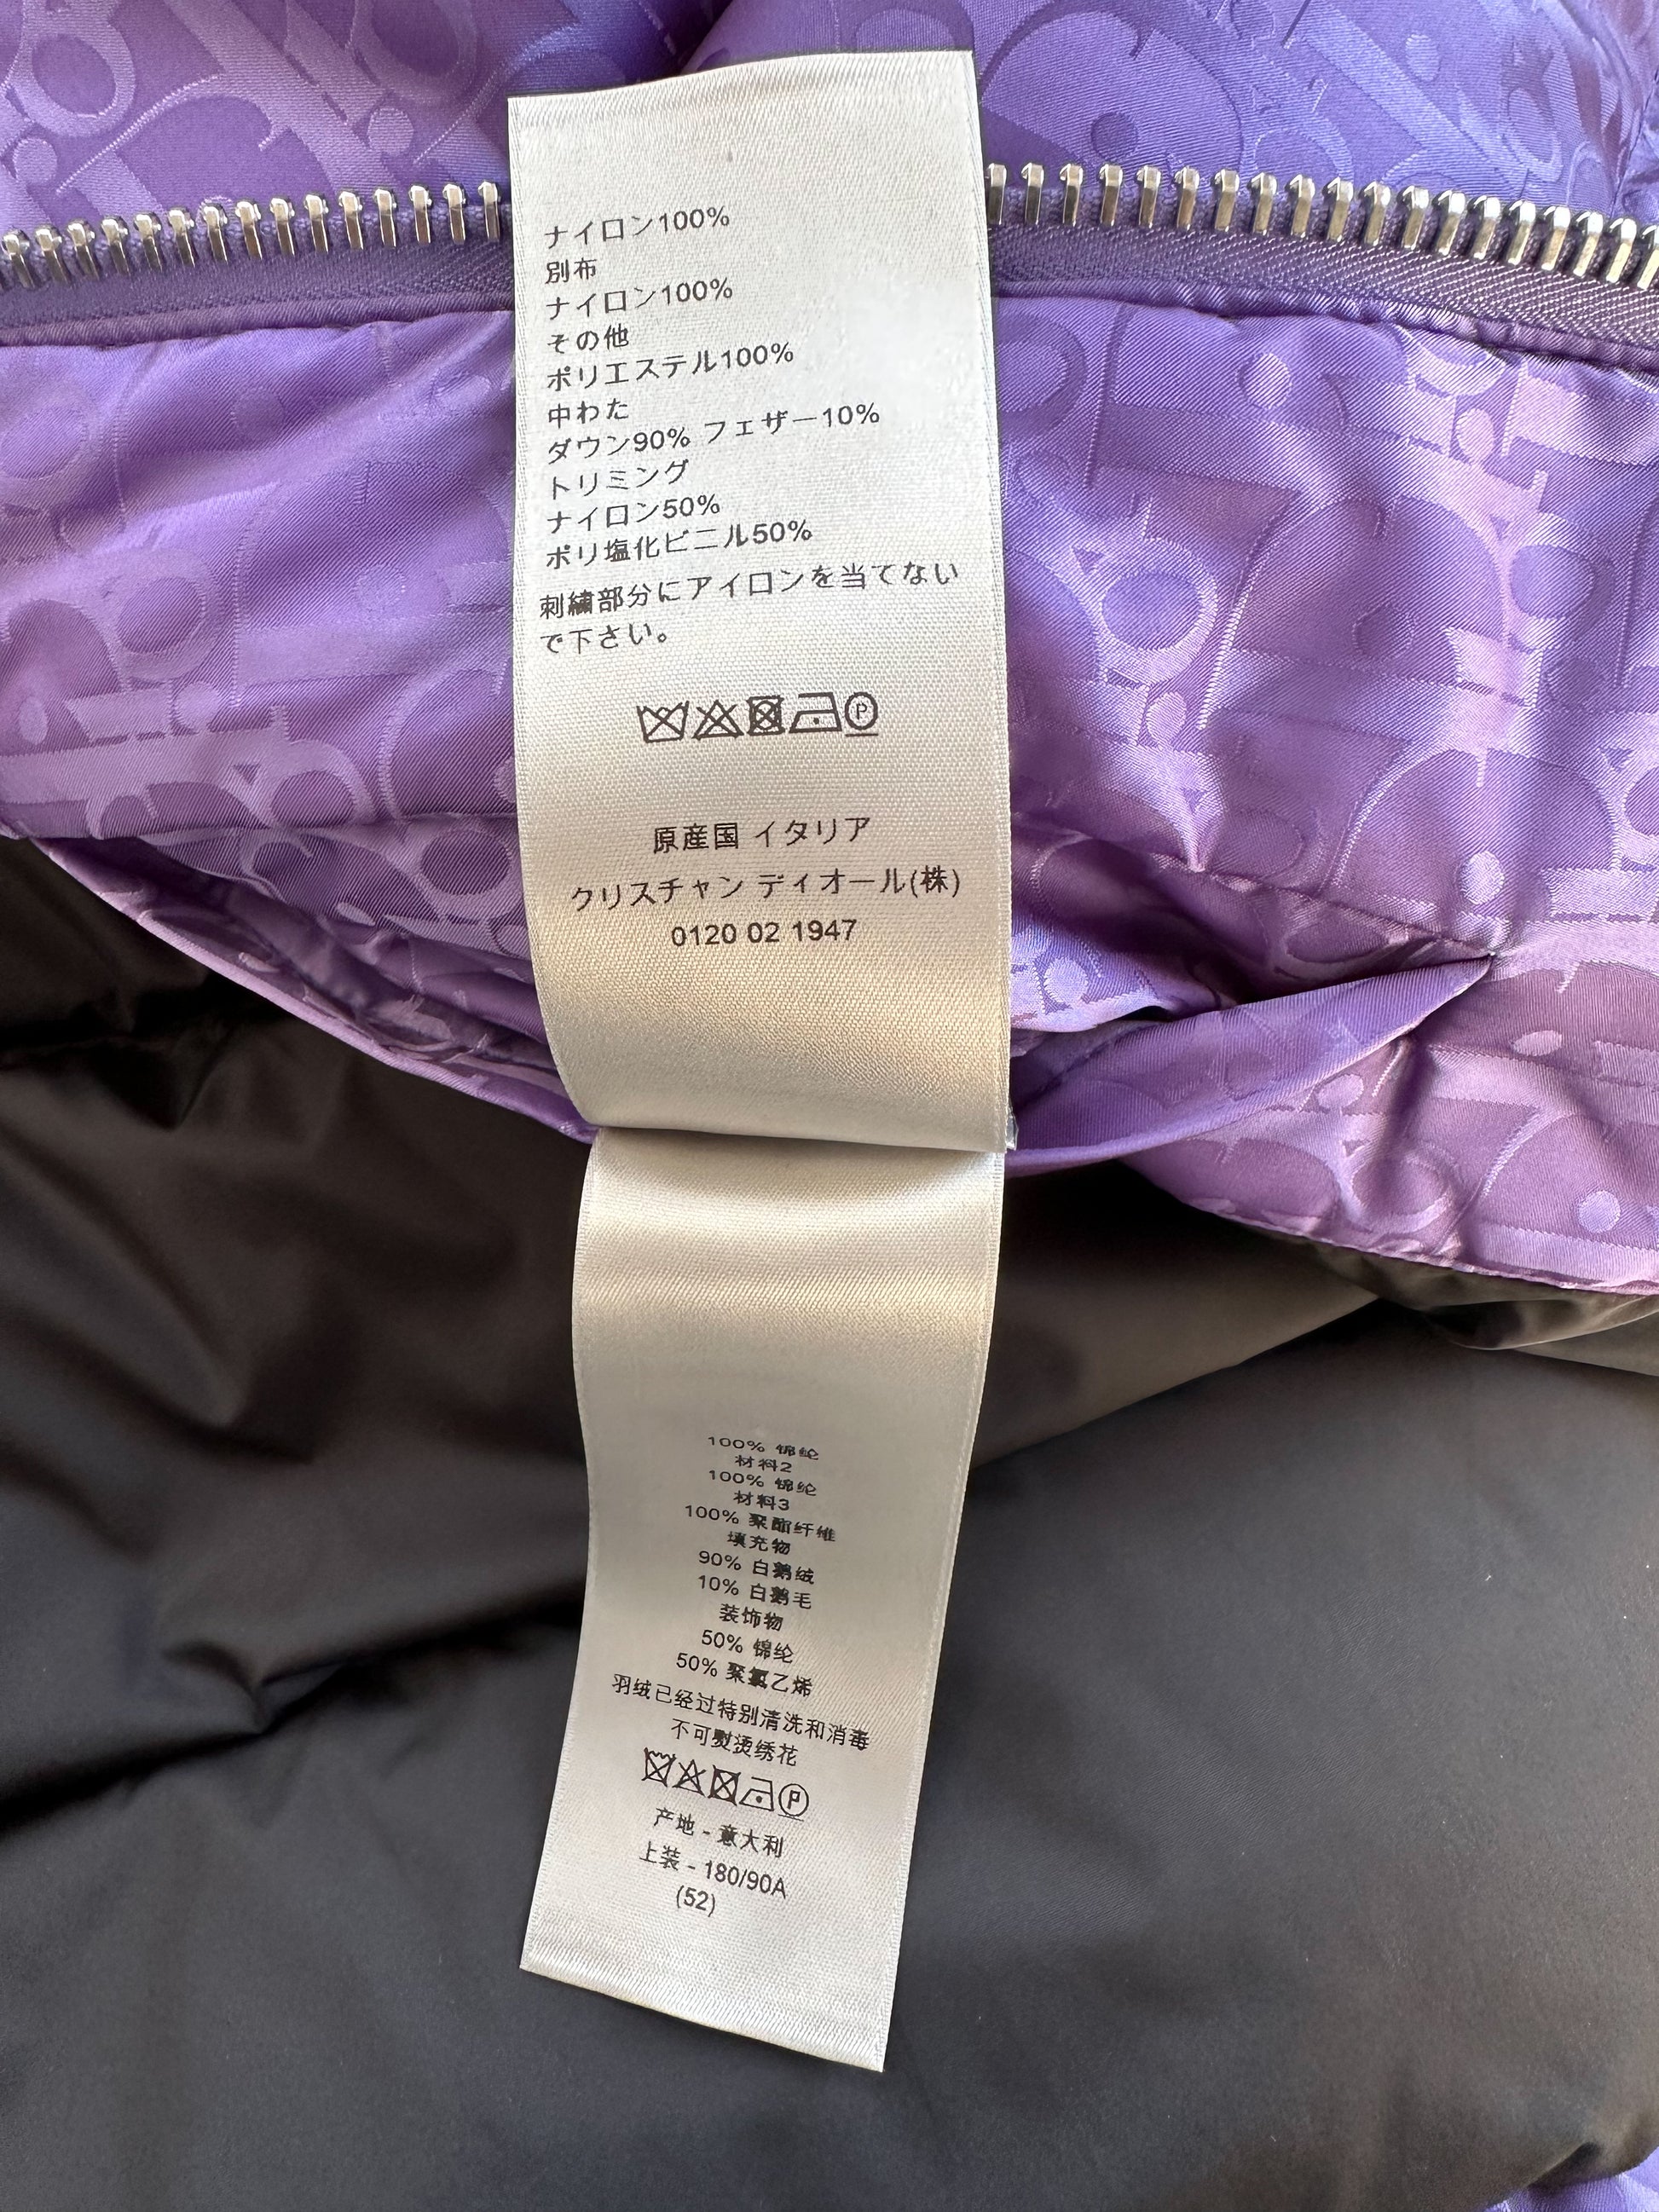 ナイロン100%
別布
ナイロン100%
その他
ポリエステル100%
中わた
ダウン90% フェザー10%
トリミング
ナイロン50%
ポリ塩化ビニル50%
刺繍部分にアイロンを当てない
で下さい。
P
原産国 イタリア
クリスチャン ディオール(株)
0120 02 1947
100% 锦纶
材料2
100% 锦纶
材料3
100% 聚酯纤维
填充物
90% 白鹅绒
10% 白鹅毛
装饰物
50% 锦纶
50% 聚氯乙烯
羽绒已经过特别清洗和消毒
不可熨烫绣花
P
产地 - 意大利
上装 - 180/90A
(52)